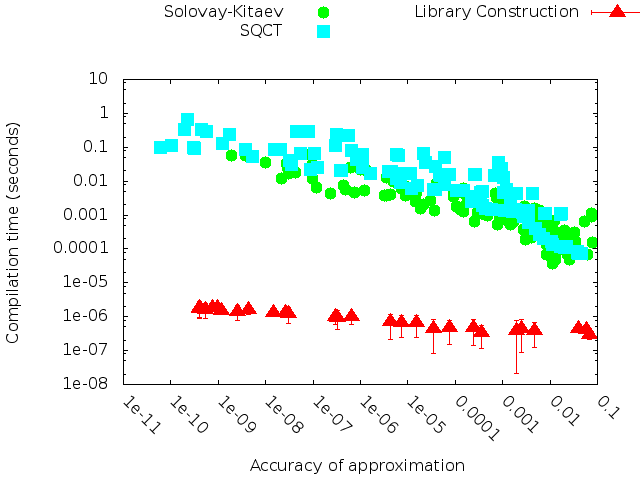 Solovay-Kitaev
SQCT
Library Construction
Compilation time (seconds)
10
1
0.1
0.01
0.001
0.0001
1e-05
1e-06
1e-07
1e-08
1e-11
1e-10
1e-09
1e-08
1e-07
1e-06
1e-05
0.0001
0.001
0.01
0.1
Accuracy of approximation